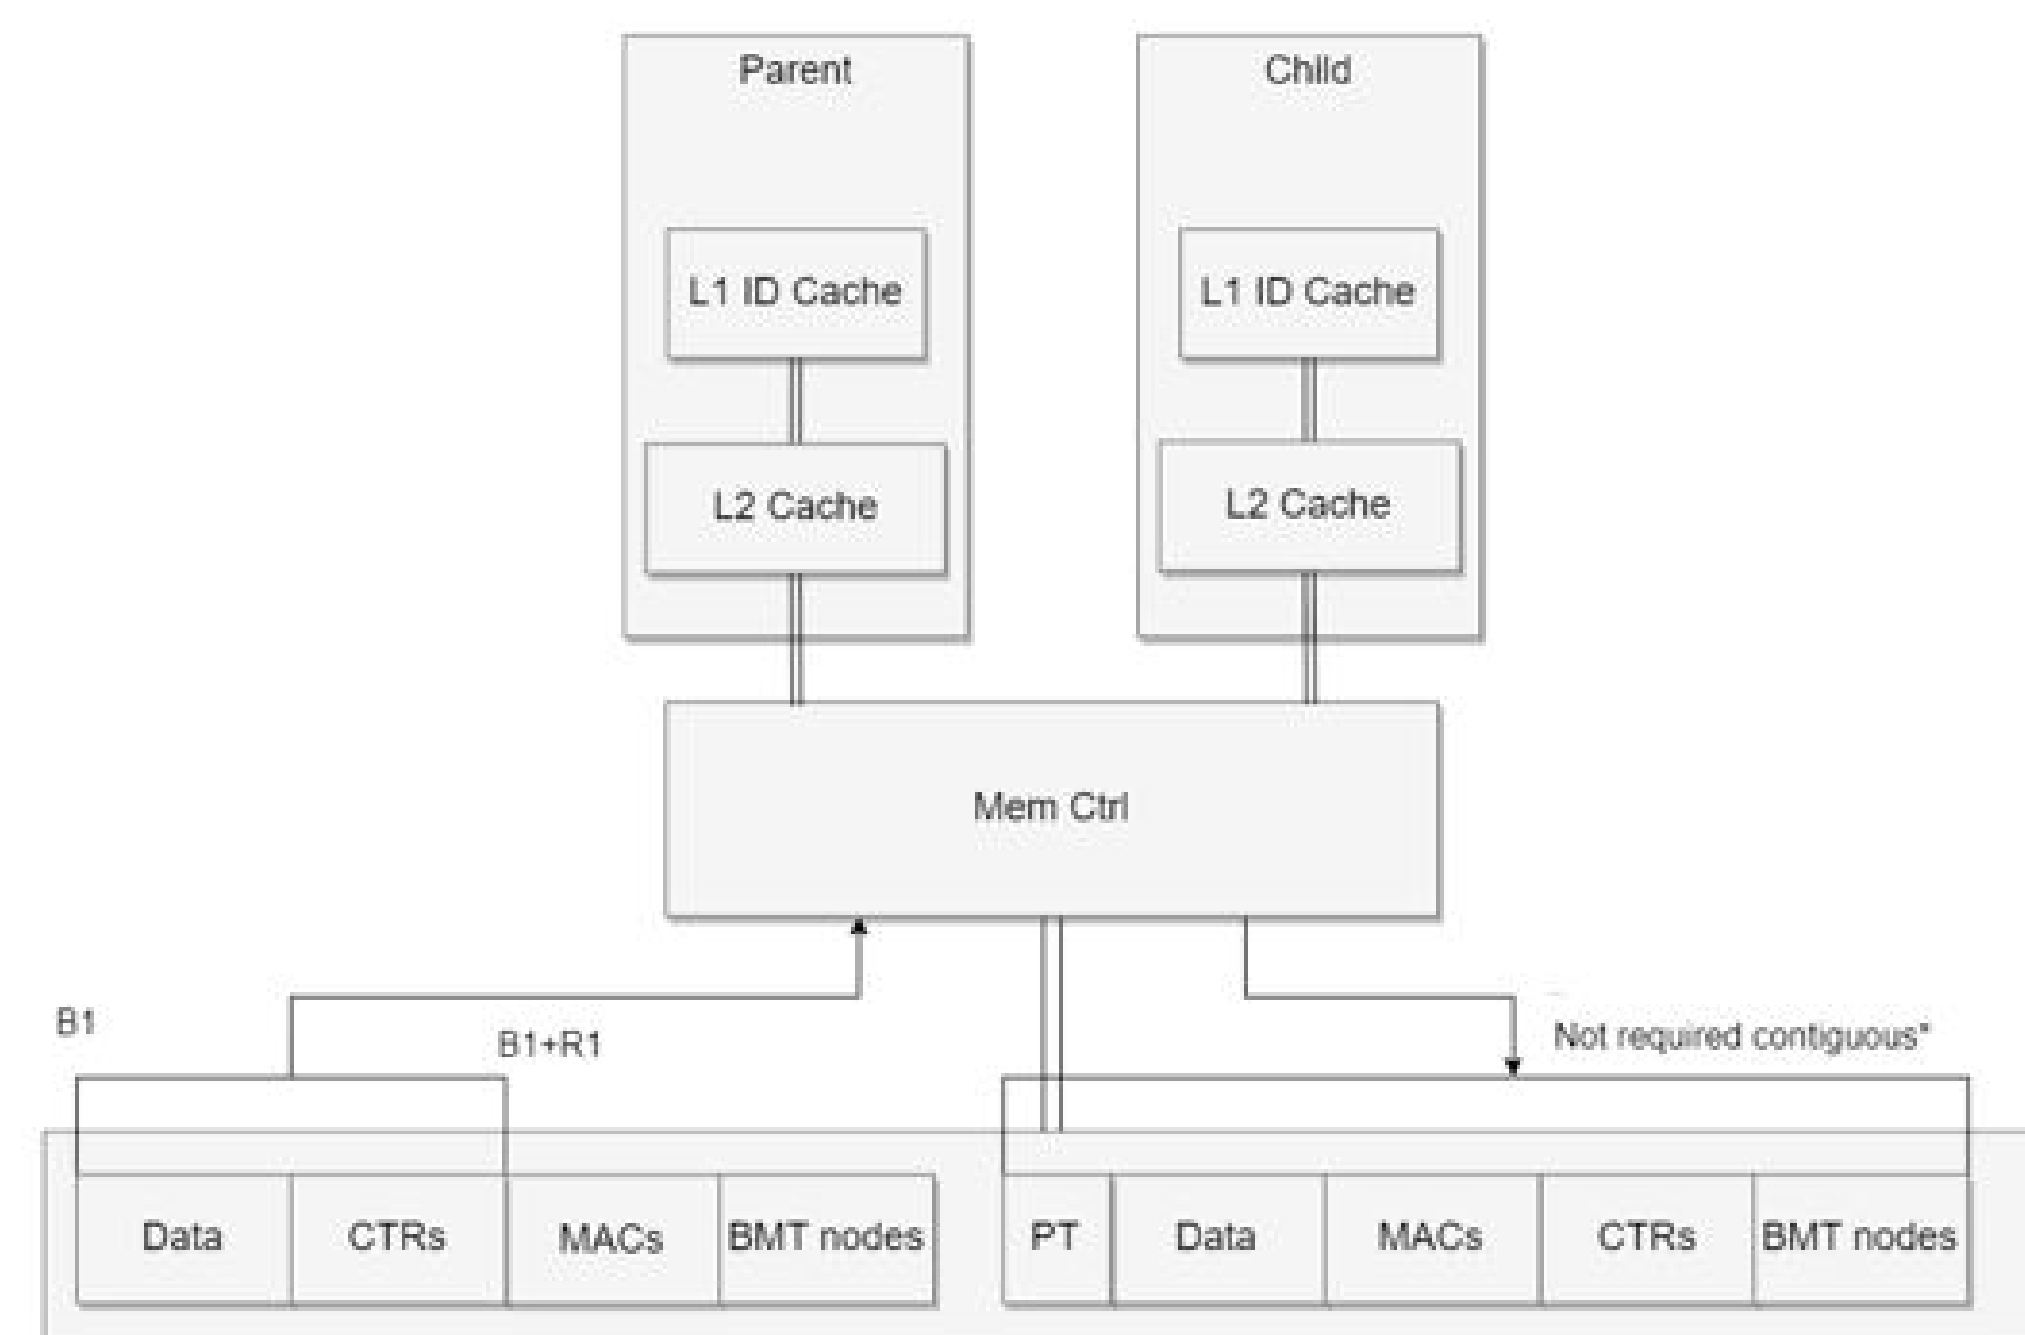 Parent
Child
L1 ID Cache
L1 ID Cache
L2 Cache
L2 Cache
Mem Ctrl
B1
B1+R1
Not required contiguous*
Data
CTRs
MACs
BMT nodes
PT
Data
MACs
CTRs
BMT nodes